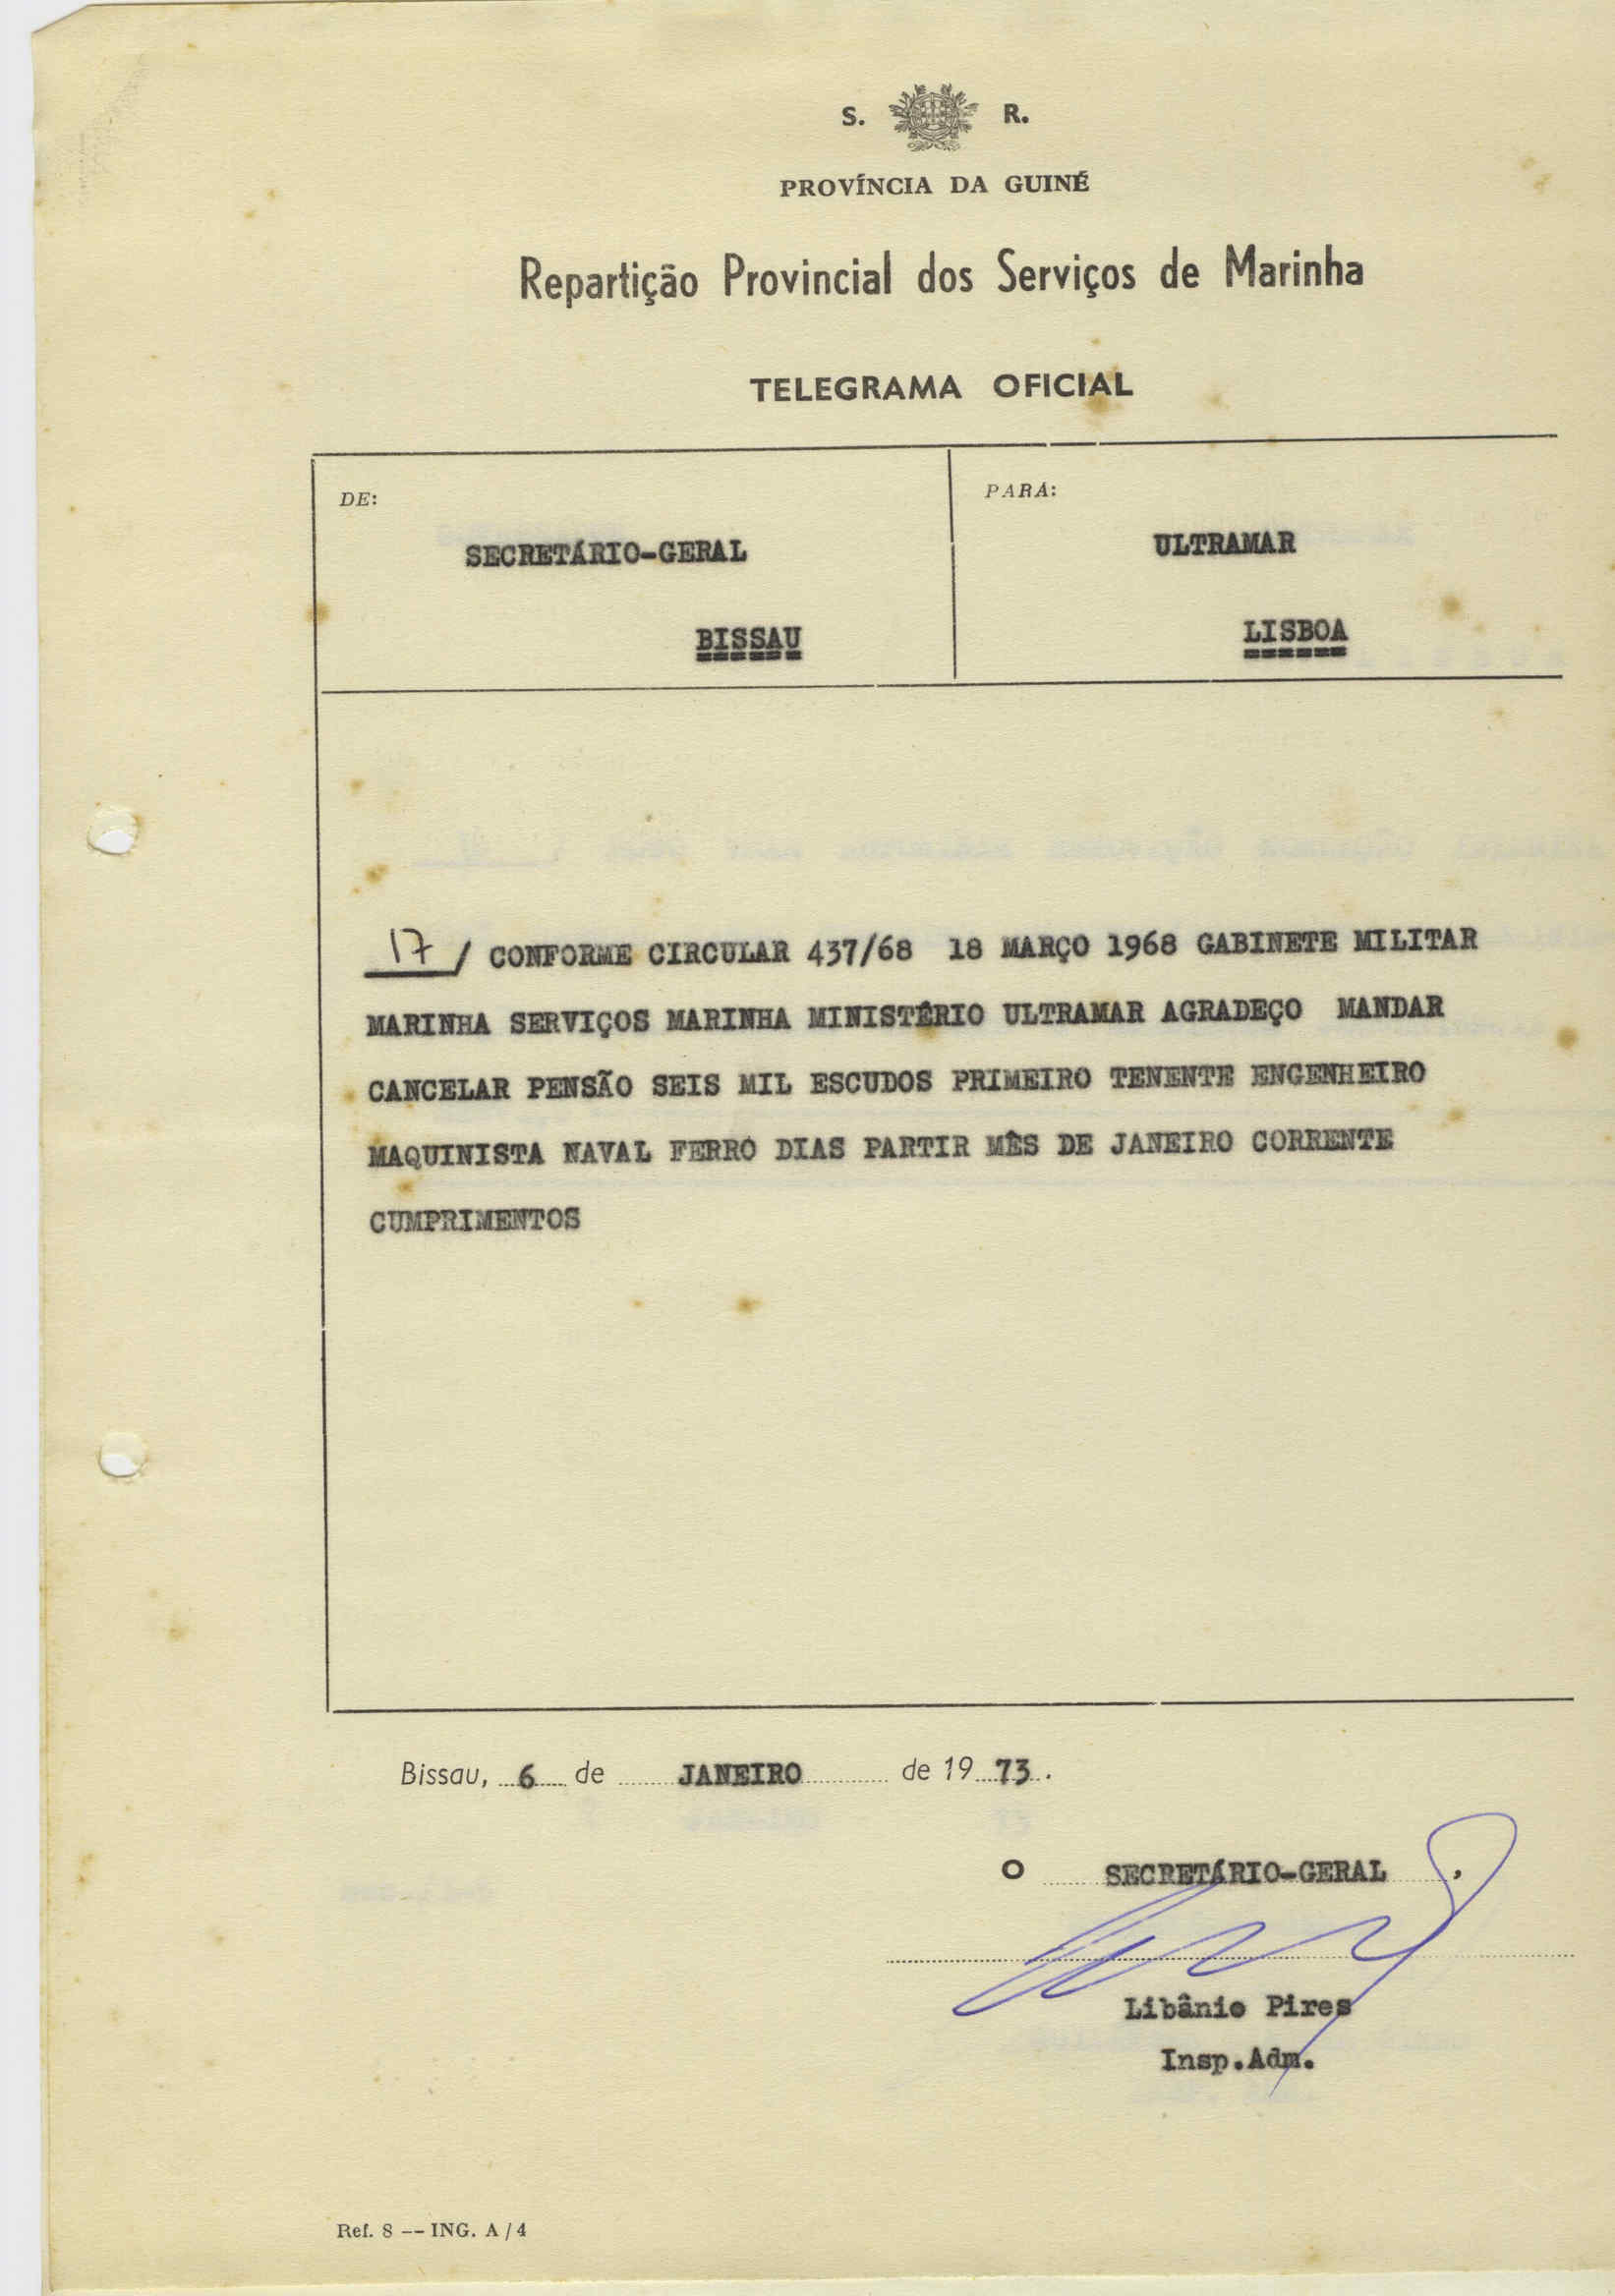 S. R.
PROVÍNCIA DA GUINÉ
Repartição Provincial dos Serviços de Marinha
TELEGRAMA OFICIAL
DE:
PARA:
SECRETÁRIO-GERAL
ULTRAMAR
BISSAU
LISBOA
17 / CONFORME CIRCULAR 437/68 18 MARÇO 1968 GABINETE MILITAR
MARINHA SERVIÇOS MARINHA MINISTÉRIO ULTRAMAR AGRADEÇO MANDAR
CANCELAR PENSÃO SEIS MIL ESCUDOS PRIMEIRO TENENTE ENGENHEIRO
MAQUINISTA NAVAL FERRO DIAS PARTIR MÊS DE JANEIRO CORRENTE
CUMPRIMENTOS
Bissau, 6 de JANEIRO de 19 73.
O SECRETÁRIO-GERAL,
Libânio Pires
Insp.Adm.
Ref. 8 -- ING. A/4